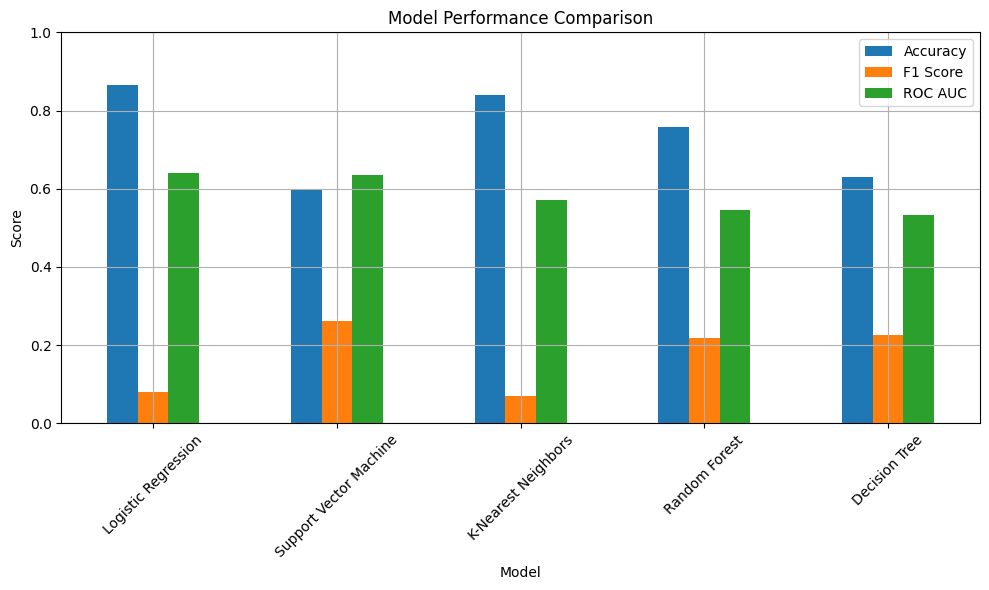 Model Performance Comparison
Accuracy
F1 Score
ROC AUC
Score
1.0
0.8
0.6
0.4
0.2
0.0
Logistic Regression
Support Vector Machine
K-Nearest Neighbors
Random Forest
Decision Tree
Model